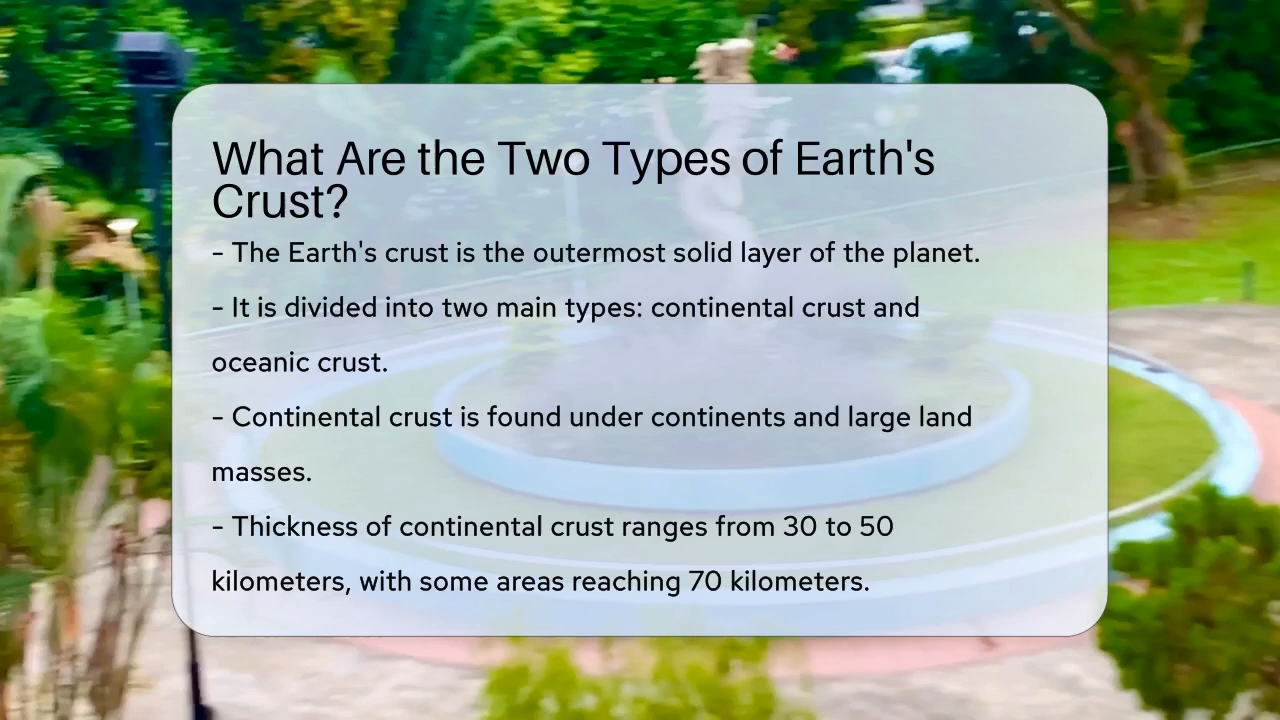 What Are the Two Types of Earth's
Crust?
– The Earth's crust is the outermost solid layer of the planet.
– It is divided into two main types: continental crust and
oceanic crust.
– Continental crust is found under continents and large land
masses.
– Thickness of continental crust ranges from 30 to 50
kilometers, with some areas reaching 70 kilometers.